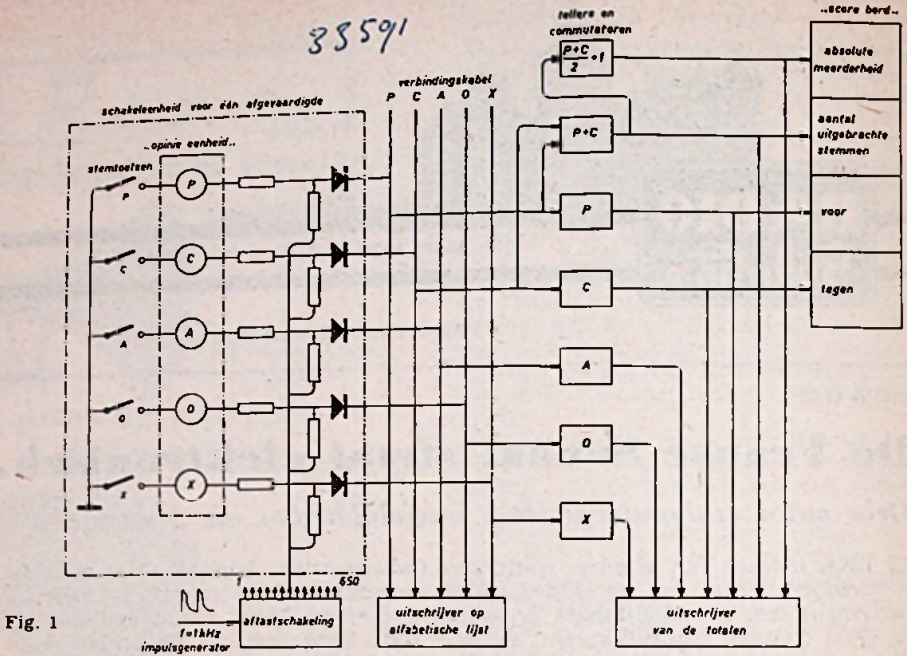 33591
tellers en
commutatoren
„score bord„
P+C
2
+1
absolute
meerderheid
verbindingskabel
P C A O X
schakeleenheid voor één afgevaardigde
„opinie eenheid„
stemtoetsen
P+C
aantal
uitgebrachte
stemmen
P
P
P
voor
C
C
C
tegen
A
A
A
O
O
O
X
X
X
1
650
Fig. 1
f=1kHz
impulsgenerator
aftastschakeling
uitschrijver op
alfabetische lijst
uitschrijver
van de totalen